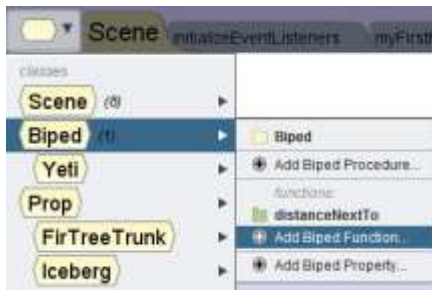 Scene initializeEventListeners myFirst
classes
Scene (8)
Biped (1)
Yeti
Prop
FirTreeTrunk
Iceberg
Biped
Add Biped Procedure...
functions
distanceNextTo
Add Biped Function...
Add Biped Property...